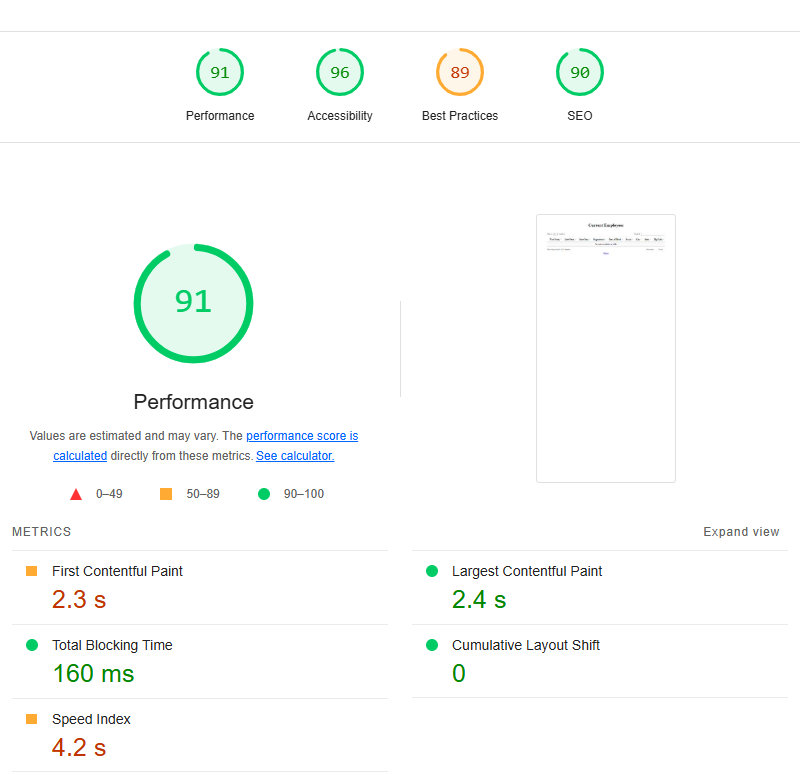 91
96
89
90
Performance
Accessibility
Best Practices
SEO
Current Employees
91
Performance
Values are estimated and may vary. The performance score is
calculated directly from these metrics. See calculator.
0–49
50–89
90–100
METRICS
Expand view
First Contentful Paint
2.3 s
Largest Contentful Paint
2.4 s
Total Blocking Time
160 ms
Cumulative Layout Shift
0
Speed Index
4.2 s